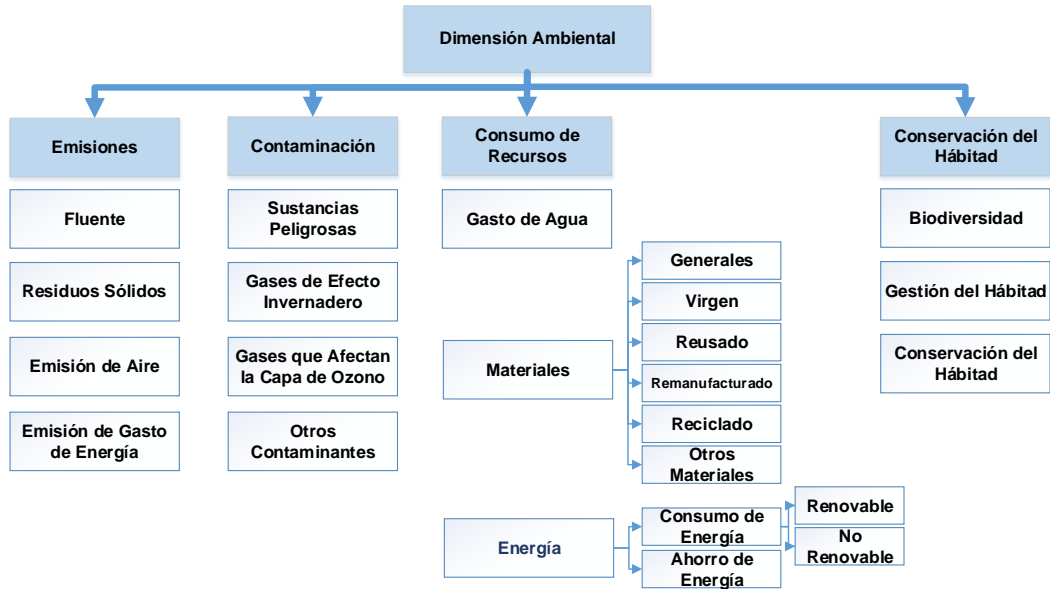 Dimensión Ambiental
Emisiones
Fluente
Residuos Sólidos
Emisión de Aire
Emisión de Gasto
de Energía
Contaminación
Sustancias
Peligrosas
Gases de Efecto
Invernadero
Gases que Afectan
la Capa de Ozono
Otros
Contaminantes
Consumo de
Recursos
Gasto de Agua
Materiales
Generales
Virgen
Reusado
Remanufacturado
Reciclado
Otros
Materiales
Energía
Consumo de
Energía
Renovable
No
Renovable
Ahorro de
Energía
Conservación del
Hábitad
Biodiversidad
Gestión del Hábitad
Conservación del
Hábitad